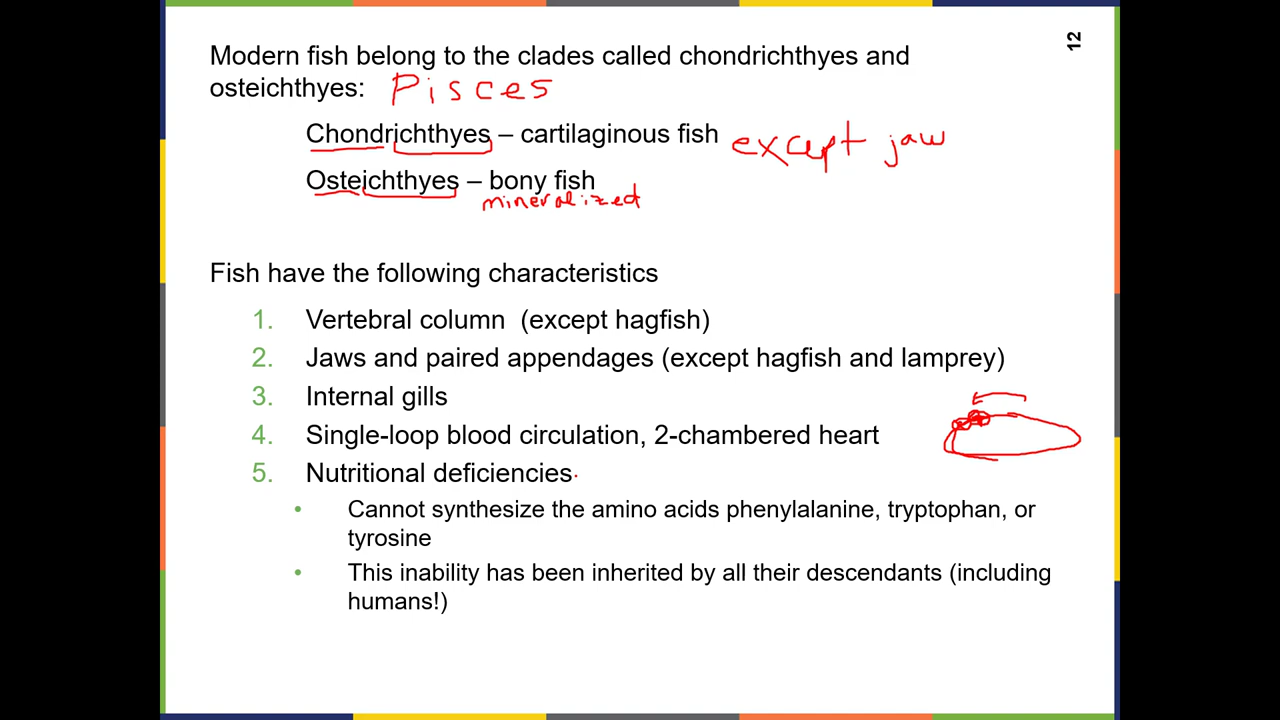 12
Modern fish belong to the clades called chondrichthyes and
osteichthyes: Pisces
Chondrichthyes – cartilaginous fish except jaw
Osteichthyes – bony fish
mineralized
Fish have the following characteristics
1. Vertebral column (except hagfish)
2. Jaws and paired appendages (except hagfish and lamprey)
3. Internal gills
4. Single-loop blood circulation, 2-chambered heart
5. Nutritional deficiencies
• Cannot synthesize the amino acids phenylalanine, tryptophan, or
tyrosine
• This inability has been inherited by all their descendants (including
humans!)